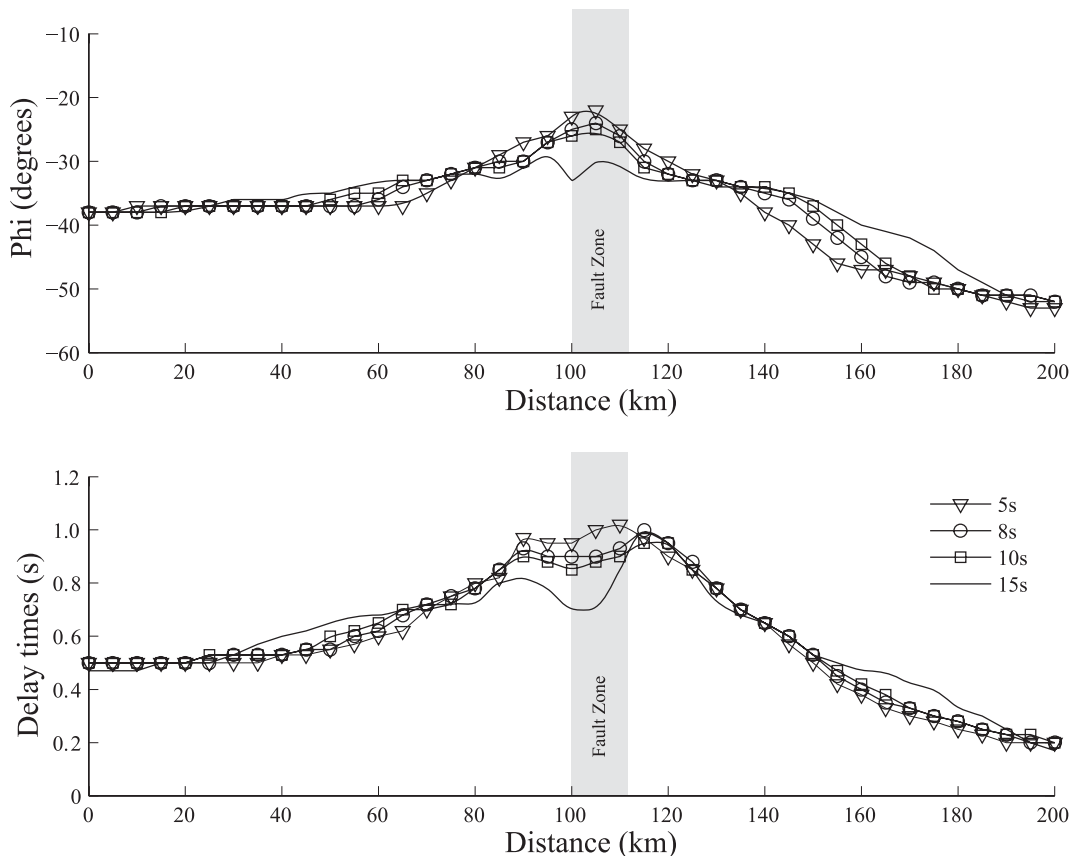 −10
−20
−30
−40
−50
−60
Phi (degrees)
Fault Zone
0 20 40 60 80 100 120 140 160 180 200
Distance (km)
1.2
1.0
0.8
0.6
0.4
0.2
0
Delay times (s)
Fault Zone
5s
8s
10s
15s
0 20 40 60 80 100 120 140 160 180 200
Distance (km)